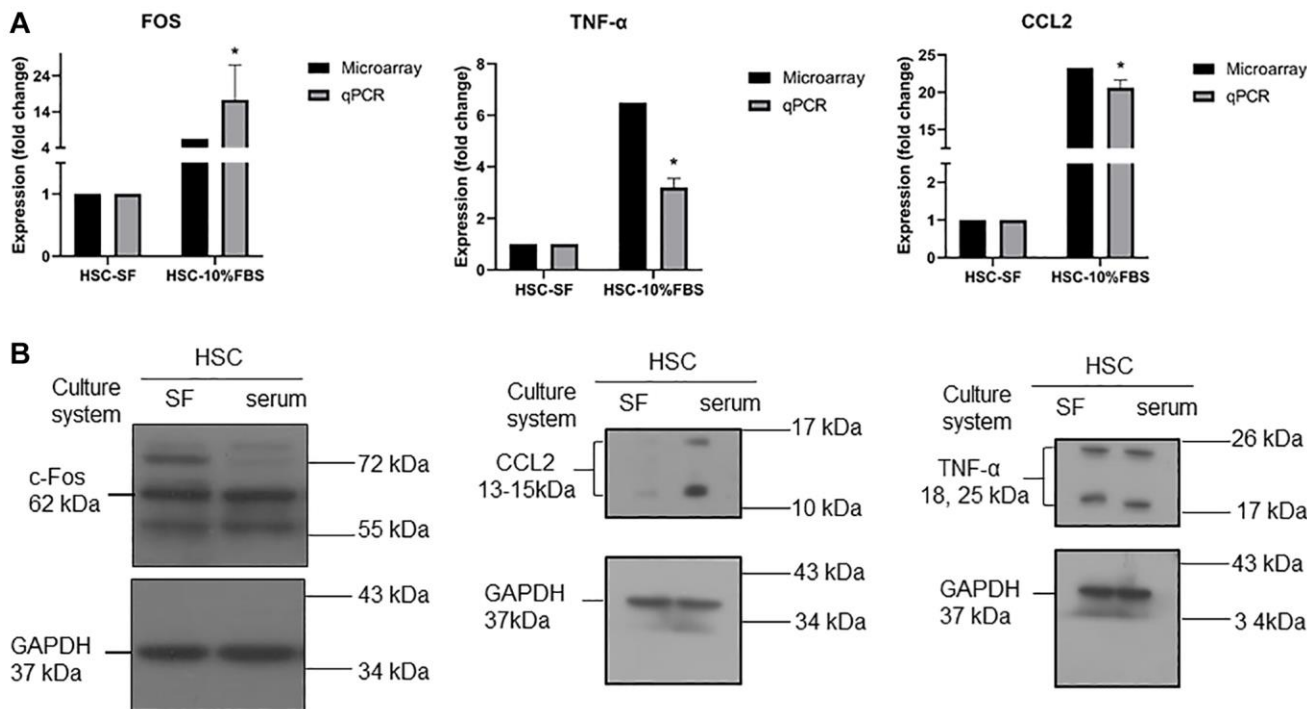 A
FOS
Expression (fold change)
24
14
4
1
0
HSC-SF
HSC-10%FBS
*
Microarray
qPCR
TNF-α
Expression (fold change)
8
6
4
2
0
HSC-SF
HSC-10%FBS
*
Microarray
qPCR
CCL2
Expression (fold change)
25
20
15
2
1
0
HSC-SF
HSC-10%FBS
*
Microarray
qPCR
B
HSC
Culture
system
SF serum
c-Fos
62 kDa
72 kDa
55 kDa
GAPDH
37 kDa
43 kDa
34 kDa
HSC
Culture
system
SF serum
CCL2
13-15kDa
17 kDa
10 kDa
GAPDH
37kDa
43 kDa
34 kDa
HSC
Culture
system
SF serum
TNF-α
18, 25 kDa
26 kDa
17 kDa
GAPDH
37 kDa
43 kDa
3 4kDa